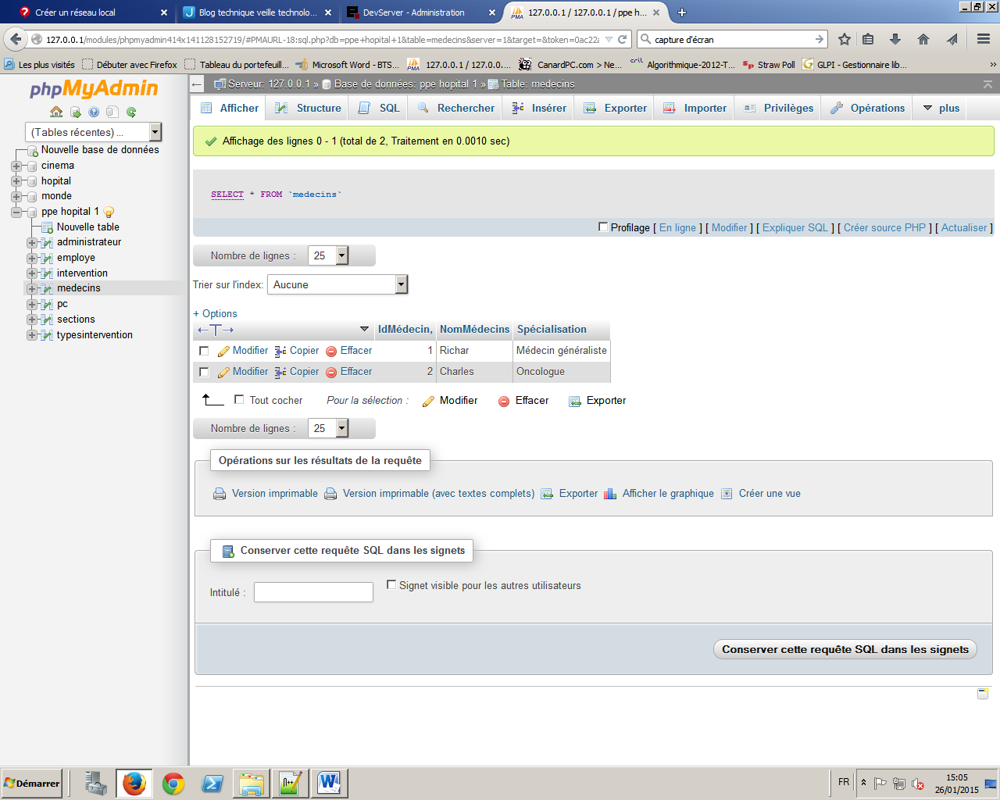 Créer un réseau local
Blog technique veille technolo...
DevServer - Administration
127.0.0.1 / 127.0.0.1 / ppe h...
127.0.0.1/modules/phpmyadmin414x141128152719/#PMAURL-18:sql.php?db=ppe+hopital+1&table=medecins&server=1&target=&token=0ac22a
capture d'écran
Les plus visités
Débuter avec Firefox
Tableau du portefeuill...
Microsoft Word - BTS...
127.0.0.1 / 127.0.0....
CanardPC.com > Ne...
Algorithmique-2012-T...
Straw Poll
GLPI - Gestionnaire lib...
»
phpMyAdmin
Serveur: 127.0.0.1 » Base de données: ppe hopital 1 » Table: medecins
Afficher
Structure
SQL
Rechercher
Insérer
Exporter
Importer
Privilèges
Opérations
plus
(Tables récentes) ...
Nouvelle base de données
cinema
hopital
monde
ppe hopital 1
Nouvelle table
administrateur
employe
intervention
medecins
pc
sections
typesintervention
Affichage des lignes 0 - 1 (total de 2, Traitement en 0.0010 sec)
SELECT * FROM `medecins`
Profilage [ En ligne ] [ Modifier ] [ Expliquer SQL ] [ Créer source PHP ] [ Actualiser ]
Nombre de lignes : 25
Trier sur l'index: Aucune
+ Options
IdMédecin, NomMédecins Spécialisation
Modifier Copier Effacer 1 Richar Médecin généraliste
Modifier Copier Effacer 2 Charles Oncologue
Tout cocher Pour la sélection : Modifier Effacer Exporter
Nombre de lignes : 25
Opérations sur les résultats de la requête
Version imprimable Version imprimable (avec textes complets) Exporter Afficher le graphique Créer une vue
Conserver cette requête SQL dans les signets
Intitulé : Signet visible pour les autres utilisateurs
Conserver cette requête SQL dans les signets
Démarrer
FR
15:05
26/01/2015